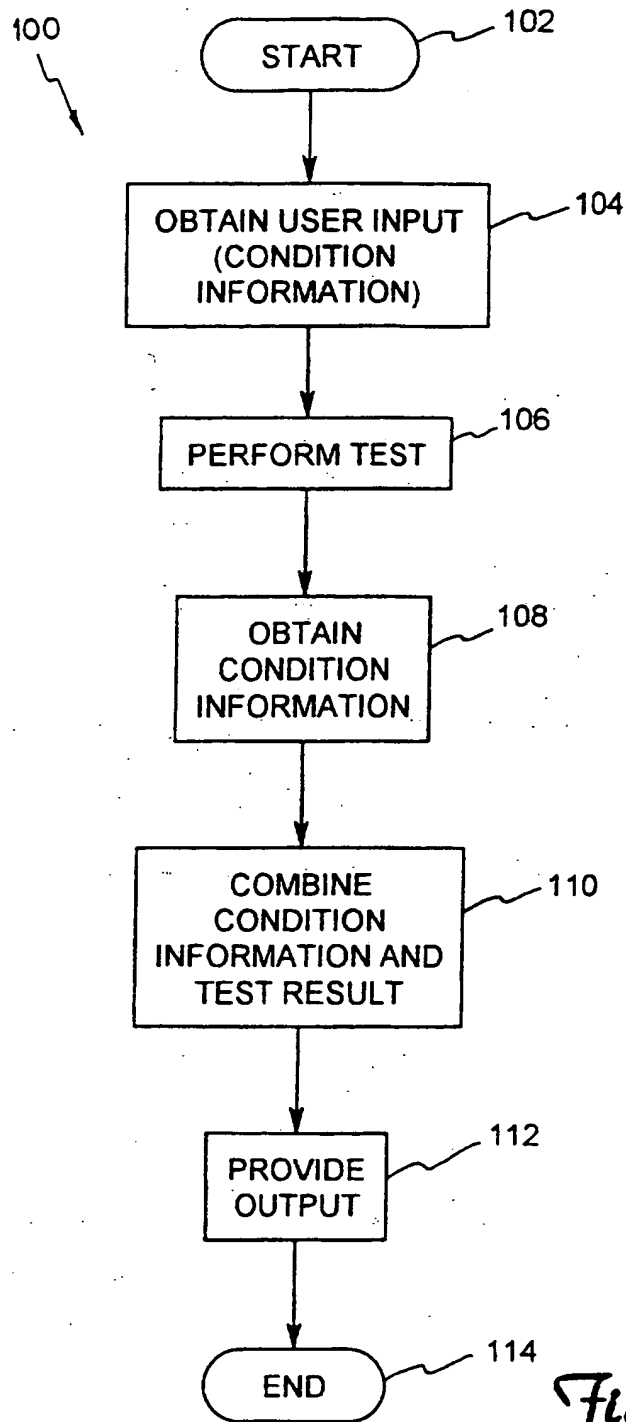 100
START
102
OBTAIN USER INPUT
(CONDITION
INFORMATION)
104
PERFORM TEST
106
OBTAIN
CONDITION
INFORMATION
108
COMBINE
CONDITION
INFORMATION AND
TEST RESULT
110
PROVIDE
OUTPUT
112
END
114